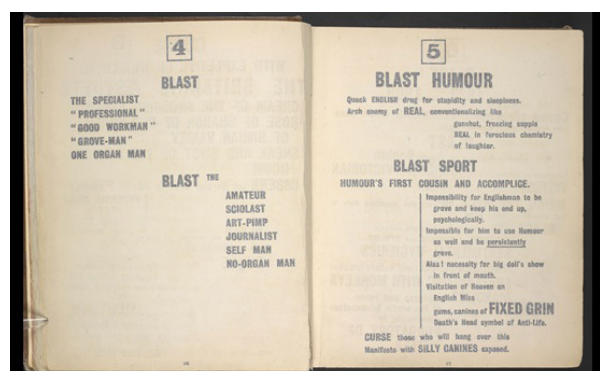 4
BLAST
THE SPECIALIST
"PROFESSIONAL"
"GOOD WORKMAN"
"GROVE-MAN"
ONE ORGAN MAN
BLAST THE
AMATEUR
SCIOLAST
ART-PIMP
JOURNALIST
SELF MAN
NO-ORGAN MAN
5
BLAST HUMOUR
Quack ENGLISH drug for stupidity and sleepiness.
Arch enemy of REAL, conventionalizing like
gunshot, freezing supple
REAL in ferocious chemistry
of laughter.
BLAST SPORT
HUMOUR'S FIRST COUSIN AND ACCOMPLICE.
Impossibility for Englishman to be
grave and keep his end up,
psychologically.
Impossible for him to use Humour
as well and be persistently
grave.
Alas! necessity for big doll's show
in front of mouth.
Visitation of Heaven on
English Miss
gums, canines of FIXED GRIN
Death's Head symbol of Anti-Life.
CURSE those who will hang over this
Manifesto with SILLY CANINES exposed.